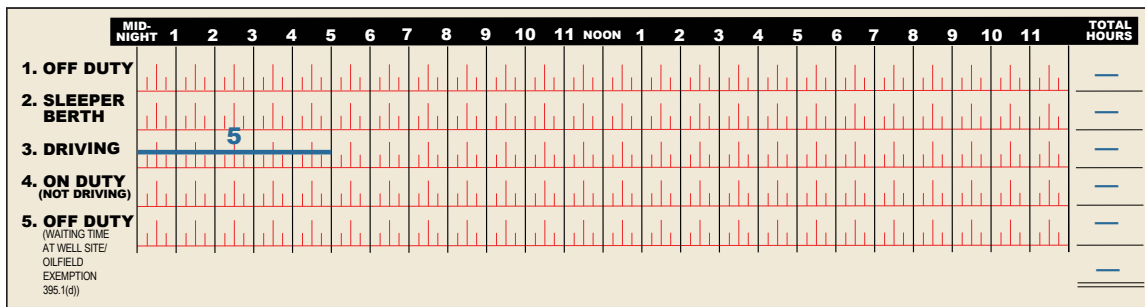 MID-NIGHT 1 2 3 4 5 6 7 8 9 10 11 NOON 1 2 3 4 5 6 7 8 9 10 11 TOTAL HOURS
1. OFF DUTY —
2. SLEEPER BERTH —
5
3. DRIVING —
4. ON DUTY —
(NOT DRIVING)
5. OFF DUTY —
(WAITING TIME
AT WELL SITE/
OILFIELD
EXEMPTION —
395.1(d))